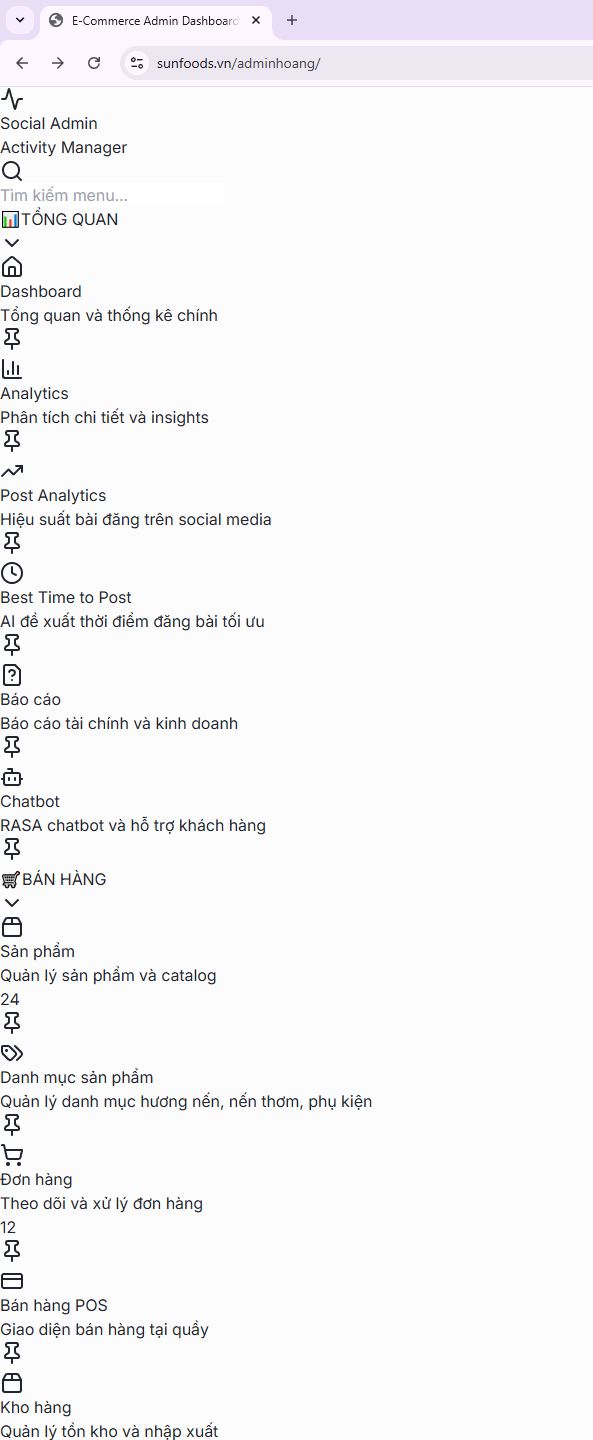 E-Commerce Admin Dashboard
sunfoods.vn/adminhoang/
Social Admin
Activity Manager
Tìm kiếm menu...
TỔNG QUAN
Dashboard
Tổng quan và thống kê chính
Analytics
Phân tích chi tiết và insights
Post Analytics
Hiệu suất bài đăng trên social media
Best Time to Post
AI đề xuất thời điểm đăng bài tối ưu
Báo cáo
Báo cáo tài chính và kinh doanh
Chatbot
RASA chatbot và hỗ trợ khách hàng
BÁN HÀNG
Sản phẩm
Quản lý sản phẩm và catalog
24
Danh mục sản phẩm
Quản lý danh mục hương nến, nến thơm, phụ kiện
Đơn hàng
Theo dõi và xử lý đơn hàng
12
Bán hàng POS
Giao diện bán hàng tại quầy
Kho hàng
Quản lý tồn kho và nhập xuất